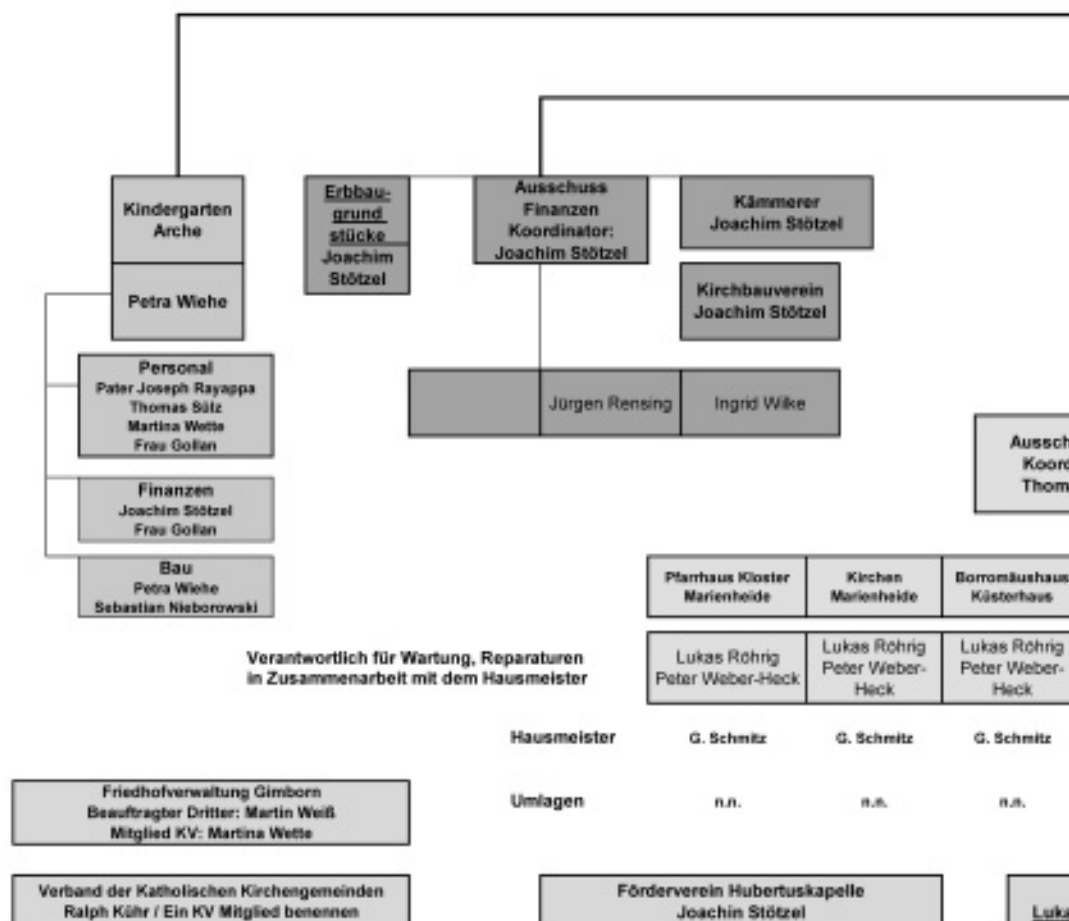 Kindergarten
Arche
Petra Wiehe
Personal
Pater Joseph Rayappa
Thomas Sülz
Martina Wette
Frau Gollan
Finanzen
Joachim Stötzel
Frau Gollan
Bau
Petra Wiehe
Sebastian Nieborowski
Erbbau-
grund
stücke
Joachim
Stötzel
Ausschuss
Finanzen
Koordinator:
Joachim Stötzel
Kämmerer
Joachim Stötzel
Kirchbauverein
Joachim Stötzel
Jürgen Rensing
Ingrid Wilke
Aussch
Koord
Thom
Pfarrhaus Kloster
Marienheide
Kirchen
Marienheide
Borromäushaus
Küsterhaus
Verantwortlich für Wartung, Reparaturen
in Zusammenarbeit mit dem Hausmeister
Lukas Röhrig
Peter Weber-Heck
Lukas Röhrig
Peter Weber-
Heck
Lukas Röhrig
Peter Weber-
Heck
Hausmeister
G. Schmitz
G. Schmitz
G. Schmitz
Umlagen
n.n.
n.n.
n.n.
Friedhofverwaltung Gimborn
Beauftragter Dritter: Martin Weiß
Mitglied KV: Martina Wette
Verband der Katholischen Kirchengemeinden
Ralph Kühr / Ein KV Mitglied benennen
Förderverein Hubertuskapelle
Joachin Stötzel
Luka